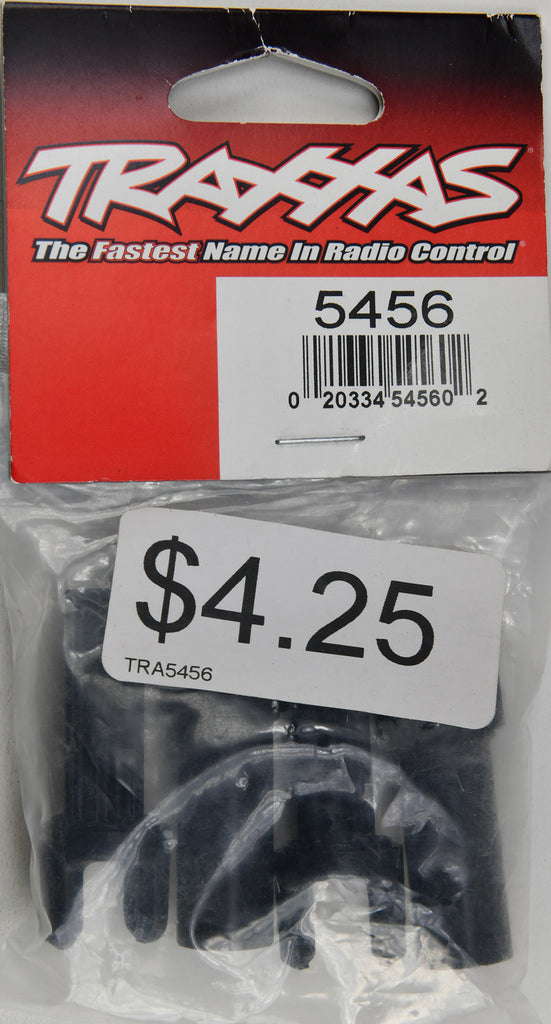 TRAXXAS®
The Fastest Name In Radio Control®
5456
0 20334 54560 2
$4.25
TRA5456